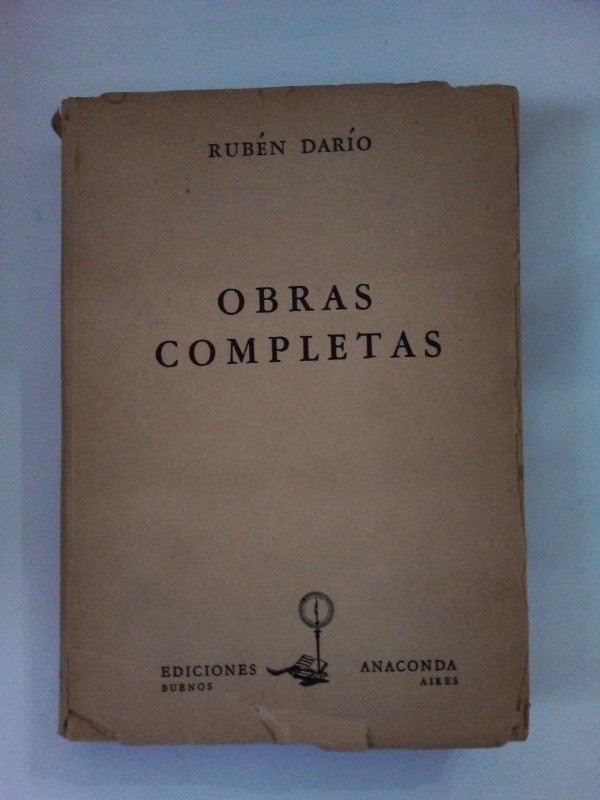 RUBÉN DARÍO
OBRAS
COMPLETAS
EDICIONES ANACONDA
BUENOS AIRES